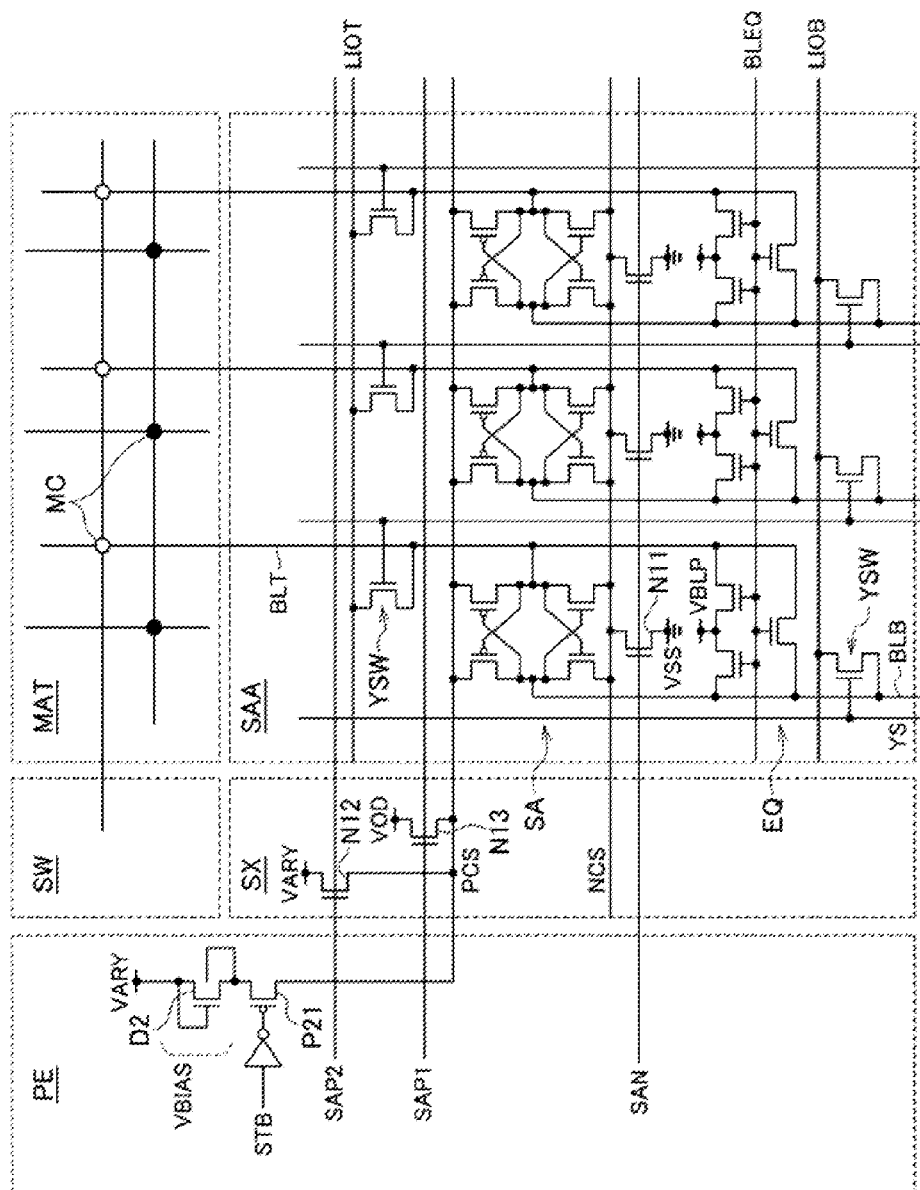 PE
VARY
D2
VBIAS
STB
P21
SAP2
SAP1
SAN
SW
SX
VARY
N12
VOD
N13
PCS
NCS
MAT
MC
SAA
BLT
YSW
SA
N11
VSS
VBLP
EQ
YSW
BLB
YS
LIOT
BLEQ
LIOB